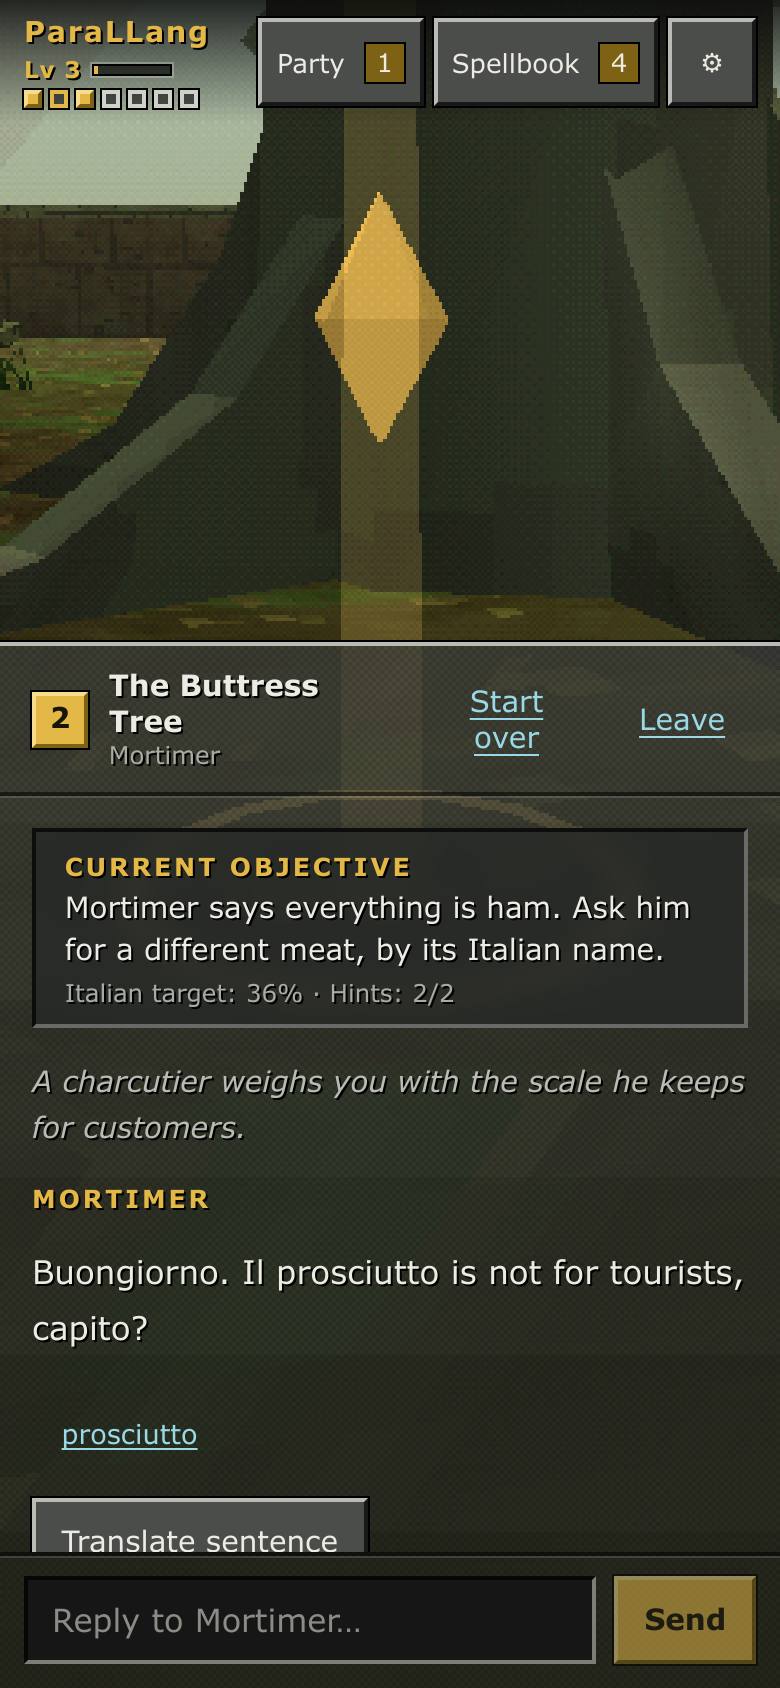 ParaLLang
Lv 3
Party 1
Spellbook 4
⚙
2
The Buttress
Tree
Mortimer
Start
over
Leave
CURRENT OBJECTIVE
Mortimer says everything is ham. Ask him
for a different meat, by its Italian name.
Italian target: 36% · Hints: 2/2
A charcutier weighs you with the scale he keeps
for customers.
MORTIMER
Buongiorno. Il prosciutto is not for tourists,
capito?
prosciutto
Translate sentence
Reply to Mortimer...
Send